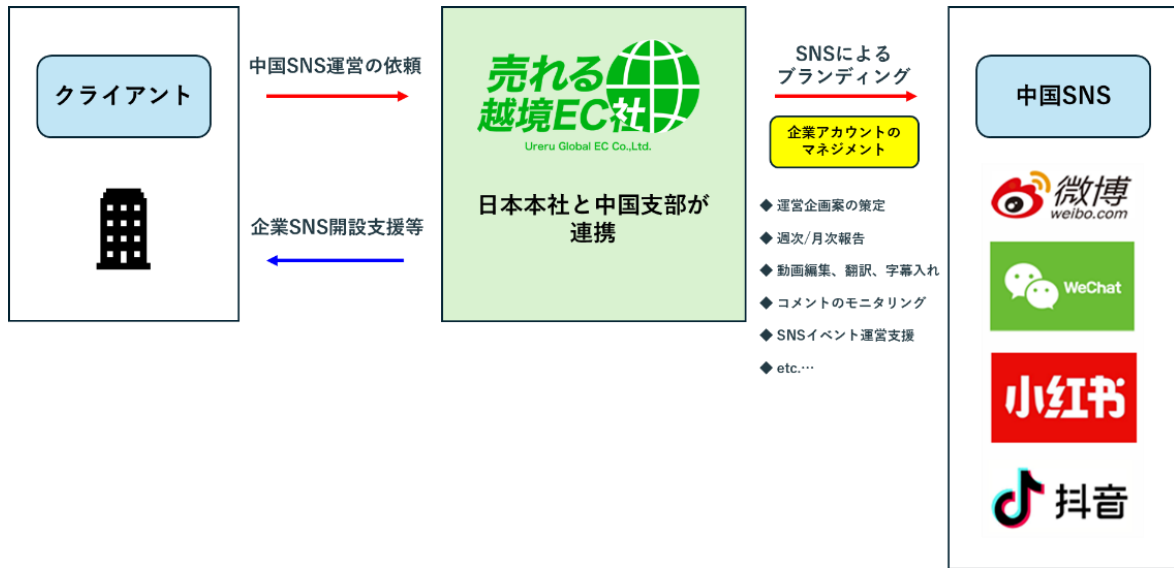 クライアント
中国SNS運営の依頼
企業SNS開設支援等
売れる
越境EC社
Ureru Global EC Co.,Ltd.
日本本社と中国支部が
連携
SNSによる
ブランディング
企業アカウントの
マネジメント
◆ 運営企画案の策定
◆ 週次/月次報告
◆ 動画編集、翻訳、字幕入れ
◆ コメントのモニタリング
◆ SNSイベント運営支援
◆ etc.…
中国SNS
微博
weibo.com
WeChat
小红书
抖音